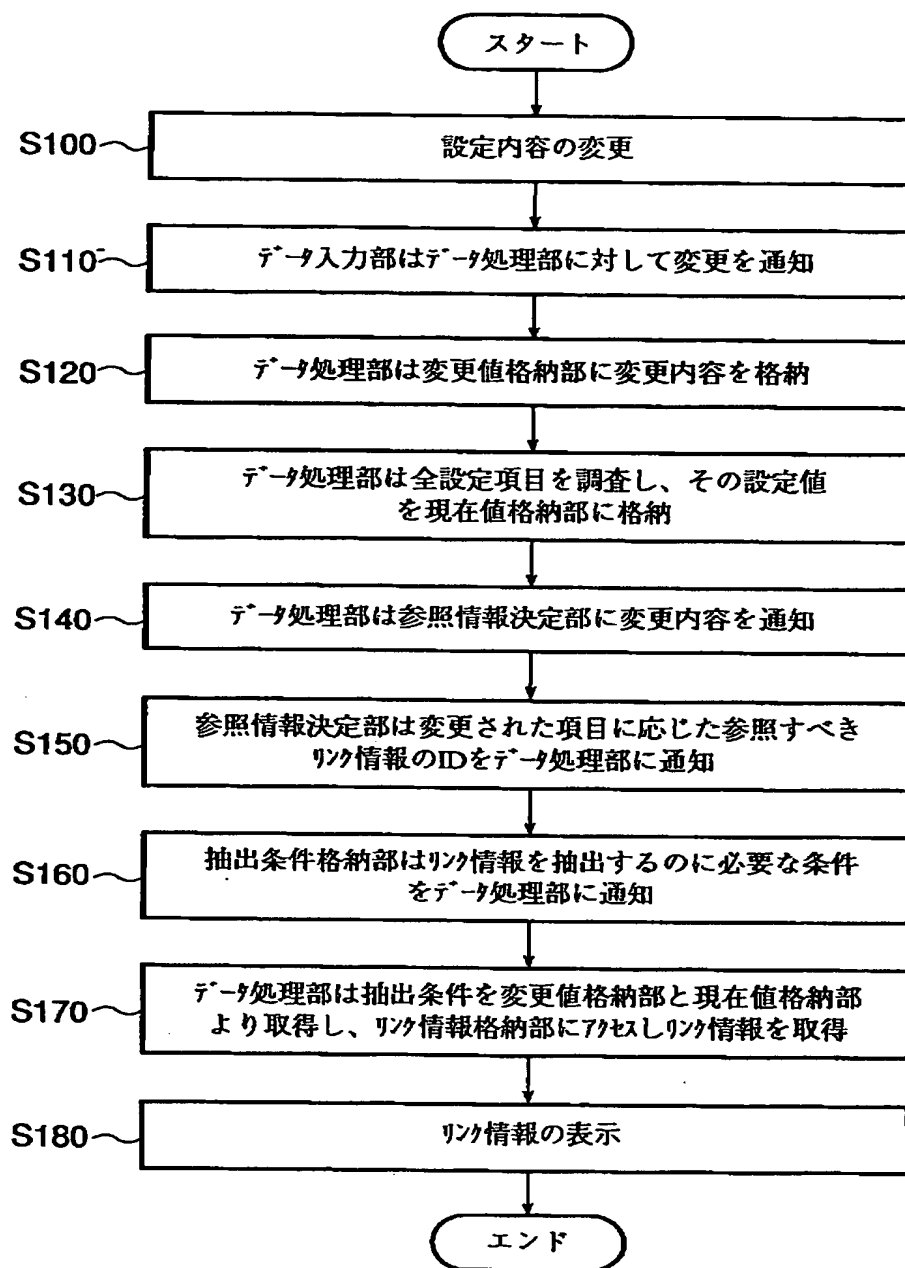 スタート
S100
設定内容の変更
S110
データ入力部はデータ処理部に対して変更を通知
S120
データ処理部は変更値格納部に変更内容を格納
S130
データ処理部は全設定項目を調査し、その設定値
を現在値格納部に格納
S140
データ処理部は参照情報決定部に変更内容を通知
S150
参照情報決定部は変更された項目に応じた参照すべき
リンク情報のIDをデータ処理部に通知
S160
抽出条件格納部はリンク情報を抽出するのに必要な条件
をデータ処理部に通知
S170
データ処理部は抽出条件を変更値格納部と現在値格納部
より取得し、リンク情報格納部にアクセスしリンク情報を取得
S180
リンク情報の表示
エンド